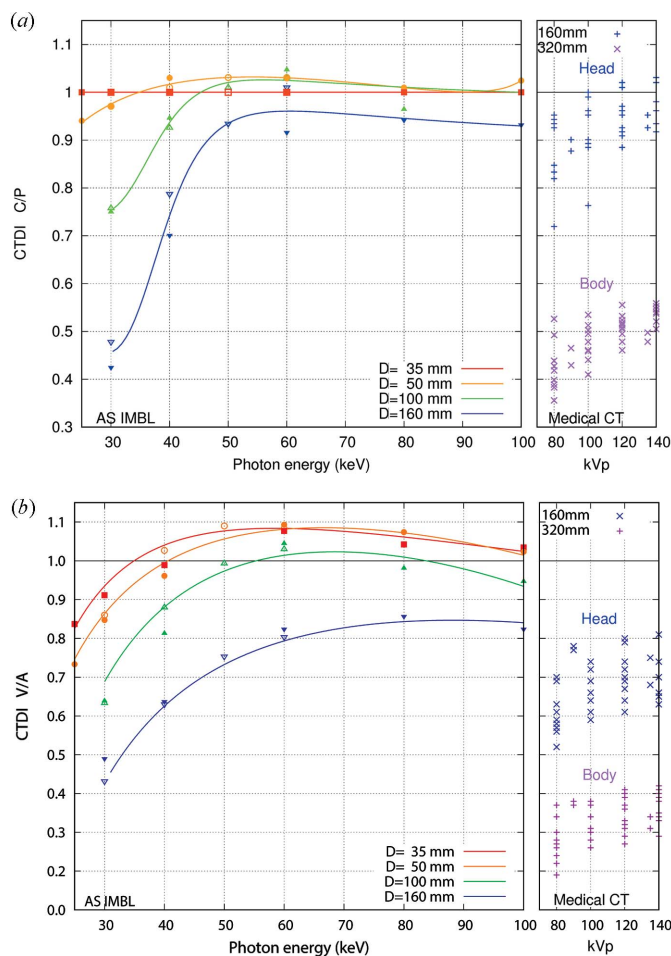 (a)
160mm
320mm
Head
Body
CTDI C/P
1.1
1
0.9
0.8
0.7
0.6
0.5
0.4
0.3
D= 35 mm
D= 50 mm
D=100 mm
D=160 mm
AS IMBL
Medical CT
30 40 50 60 70 80 90 100
80 100 120 140
Photon energy (keV)
kVp
(b)
160mm
320mm
Head
Body
CTDI V/A
1.1
1.0
0.9
0.8
0.7
0.6
0.5
0.4
0.3
0.2
0.1
0.0
D= 35 mm
D= 50 mm
D=100 mm
D=160 mm
AS IMBL
Medical CT
30 40 50 60 70 80 90 100
80 100 120 140
Photon energy (keV)
kVp